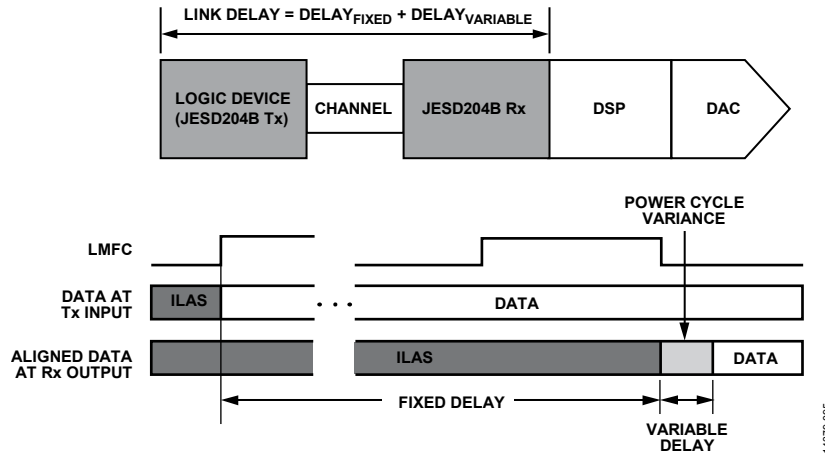 LINK DELAY = DELAYFIXED + DELAYVARIABLE
LOGIC DEVICE
(JESD204B Tx)
CHANNEL
JESD204B Rx
DSP
DAC
POWER CYCLE
VARIANCE
LMFC
DATA AT
Tx INPUT
ILAS
. . .
DATA
ALIGNED DATA
AT Rx OUTPUT
ILAS
DATA
FIXED DELAY
VARIABLE
DELAY